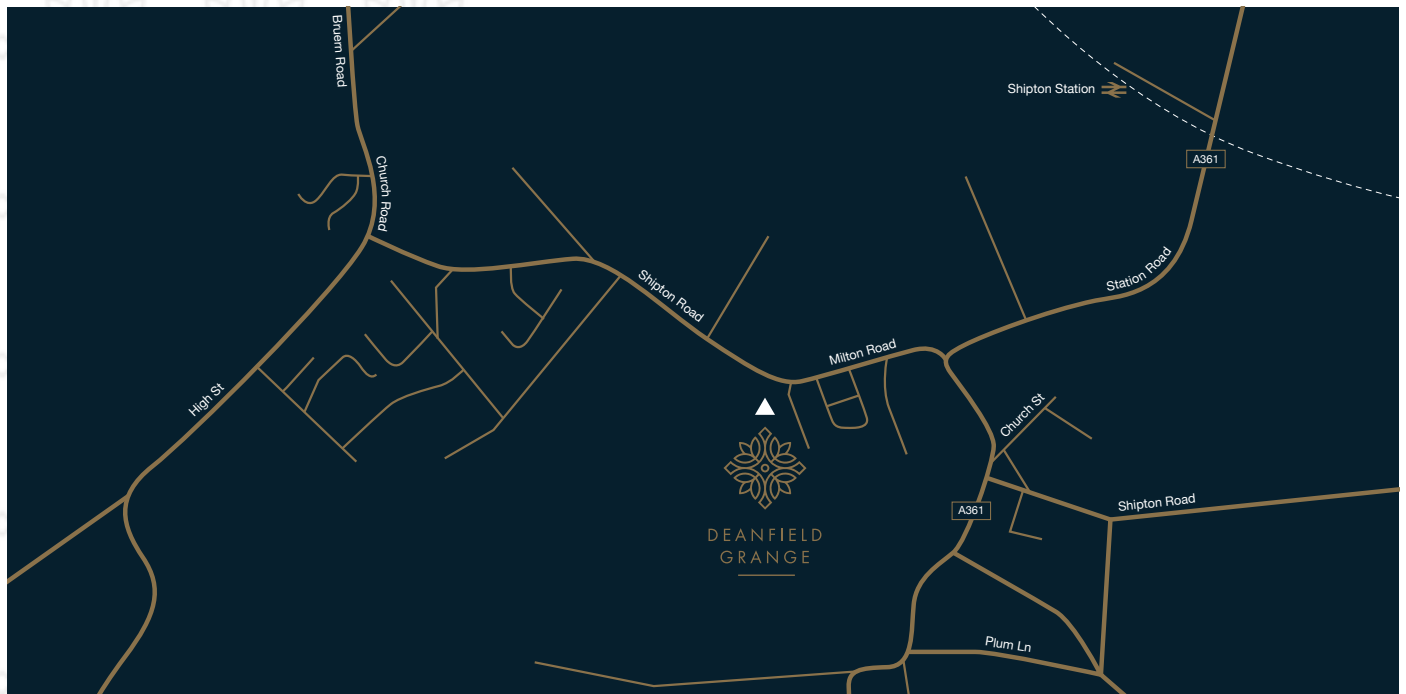 Bruern Road
Shipton Station
A361
Church Road
Station Road
Shipton Road
Milton Road
High St
Church St
Shipton Road
A361
DEANFIELD
GRANGE
Plum Ln